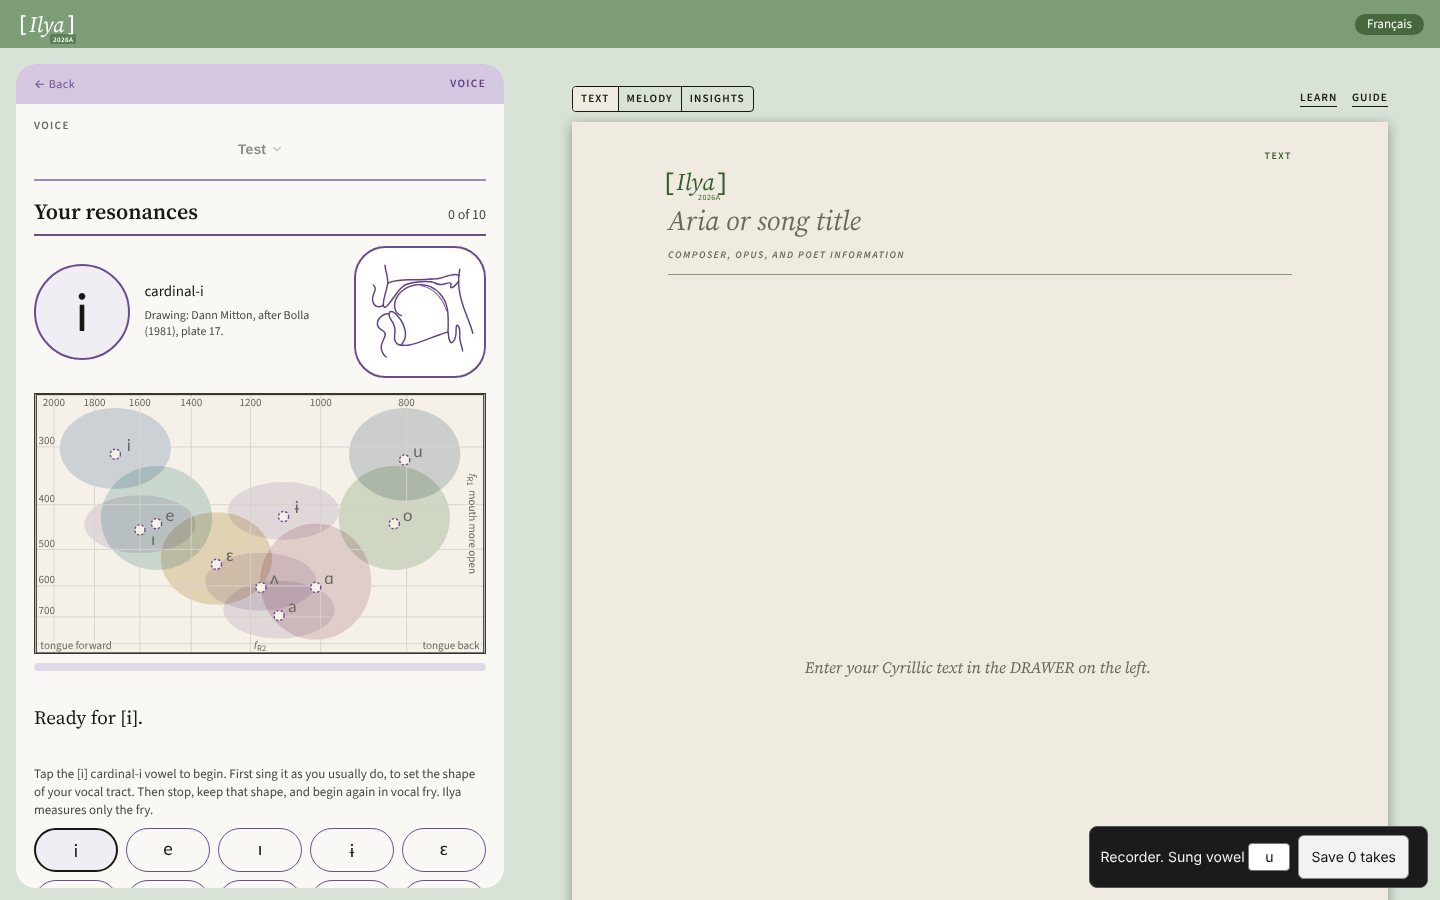 [Ilya]
2026A
Français
← Back
VOICE
VOICE
Test
Your resonances
0 of 10
i
cardinal-i
Drawing: Dann Mitton, after Bolla
(1981), plate 17.
2000 1800 1600 1400 1200 1000 800
300
400
500
600
700
i
u
e
ɪ
ɨ
o
ɛ
ʌ
ɑ
a
fR1 mouth more open
tongue forward
fR2
tongue back
Ready for [i].
Tap the [i] cardinal-i vowel to begin. First sing it as you usually do, to set the shape
of your vocal tract. Then stop, keep that shape, and begin again in vocal fry. Ilya
measures only the fry.
i e ɪ ɨ ɛ
TEXT MELODY INSIGHTS
LEARN GUIDE
TEXT
[Ilya]
2026A
Aria or song title
COMPOSER, OPUS, AND POET INFORMATION
Enter your Cyrillic text in the DRAWER on the left.
Recorder. Sung vowel u Save 0 takes